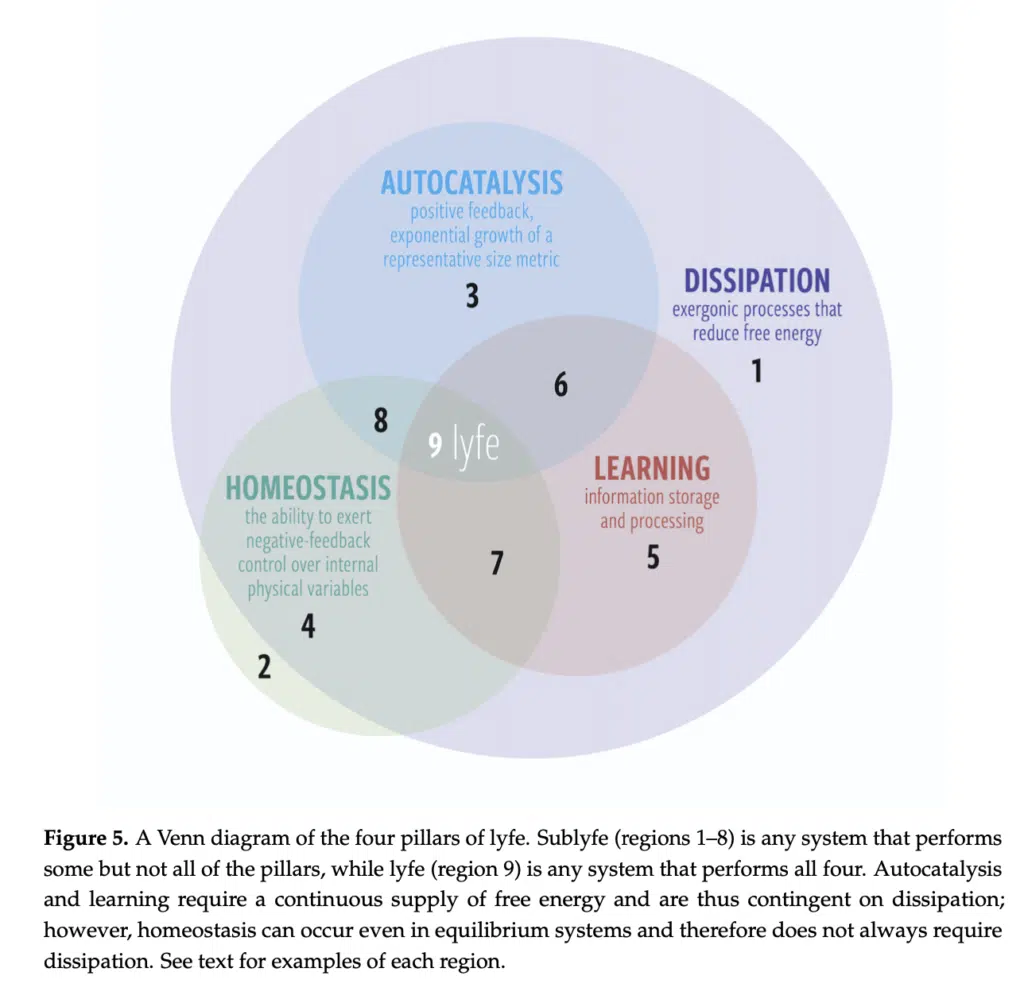 AUTOCATALYSIS
positive feedback,
exponential growth of a
representative size metric
3
DISSIPATION
exergonic processes that
reduce free energy
1
6
8
9 lyfe
LEARNING
information storage
and processing
5
HOMEOSTASIS
the ability to exert
negative-feedback
control over internal
physical variables
7
4
2
Figure 5. A Venn diagram of the four pillars of lyfe. Sublyfe (regions 1–8) is any system that performs
some but not all of the pillars, while lyfe (region 9) is any system that performs all four. Autocatalysis
and learning require a continuous supply of free energy and are thus contingent on dissipation;
however, homeostasis can occur even in equilibrium systems and therefore does not always require
dissipation. See text for examples of each region.